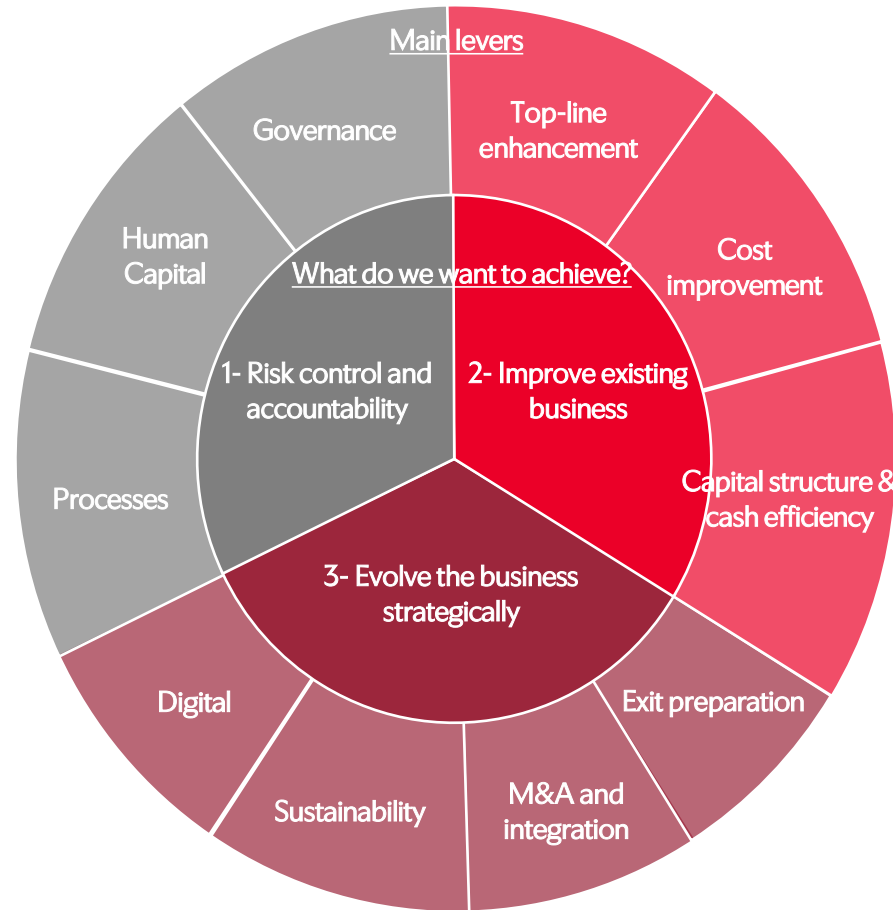 Main levers
Governance
Top-line
enhancement
Human
Capital
Cost
improvement
What do we want to achieve?
1- Risk control and
accountability
2- Improve existing
business
Processes
Capital structure &
cash efficiency
3- Evolve the business
strategically
Digital
Exit preparation
Sustainability
M&A and
integration